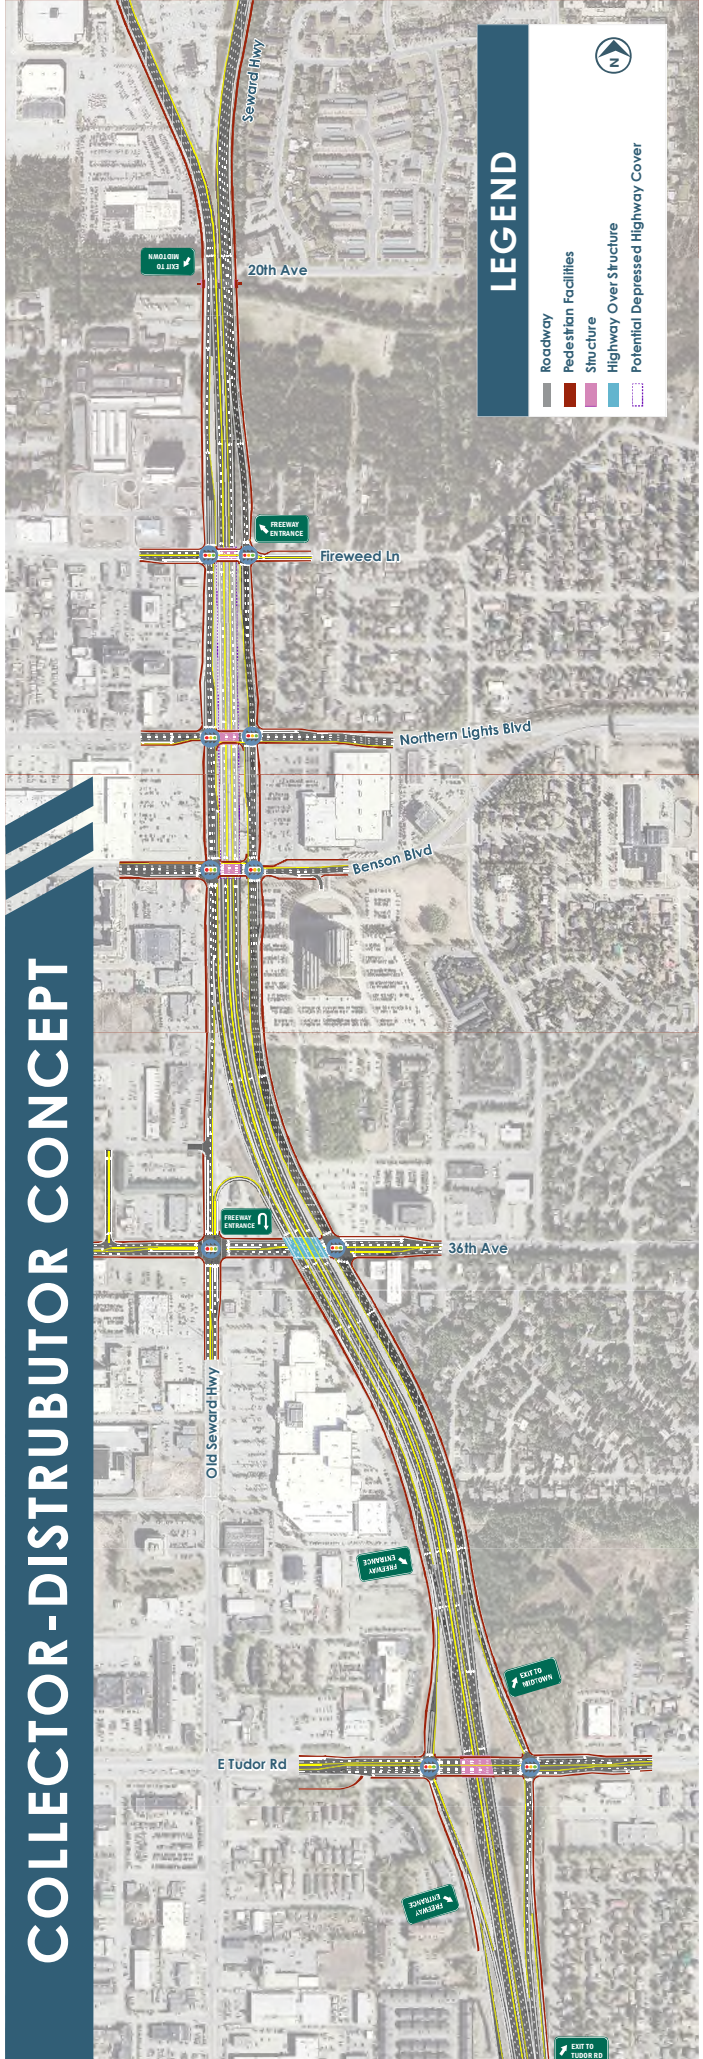 COLLECTOR-DISTRUBUTOR CONCEPT
LEGEND
N
Roadway
Pedestrian Facilities
Structure
Highway Over Structure
Potential Depressed Highway Cover
Seward Hwy
EXIT TO
MIDTOWN
20th Ave
FREEWAY
ENTRANCE
Fireweed Ln
Northern Lights Blvd
Benson Blvd
FREEWAY
ENTRANCE
36th Ave
Old Seward Hwy
FREEWAY
ENTRANCE
EXIT TO
MIDTOWN
E Tudor Rd
FREEWAY
ENTRANCE
EXIT TO
TUDOR RD